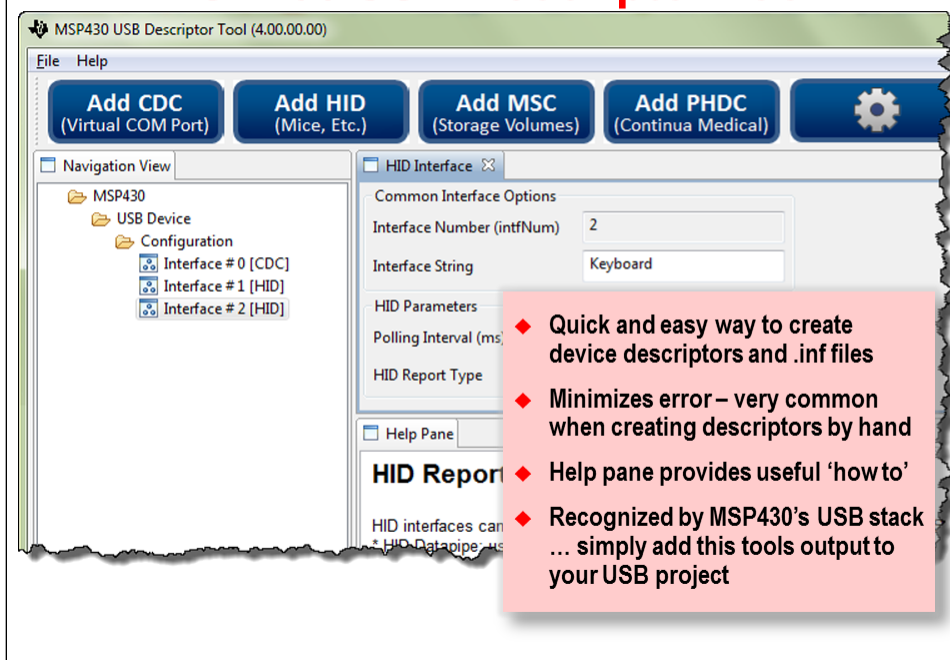 MSP430 USB Descriptor Tool (4.00.00.00)
File Help
Add CDC
(Virtual COM Port)
Add HID
(Mice, Etc.)
Add MSC
(Storage Volumes)
Add PHDC
(Continua Medical)
Navigation View
MSP430
USB Device
Configuration
Interface # 0 [CDC]
Interface # 1 [HID]
Interface # 2 [HID]
HID Interface
Common Interface Options
Interface Number (intfNum) 2
Interface String Keyboard
HID Parameters
Polling Interval (ms)
HID Report Type
Help Pane
HID Report
HID interfaces can
* HID Datapipe: us
Quick and easy way to create
device descriptors and .inf files
Minimizes error – very common
when creating descriptors by hand
Help pane provides useful ‘how to’
Recognized by MSP430’s USB stack
… simply add this tools output to
your USB project